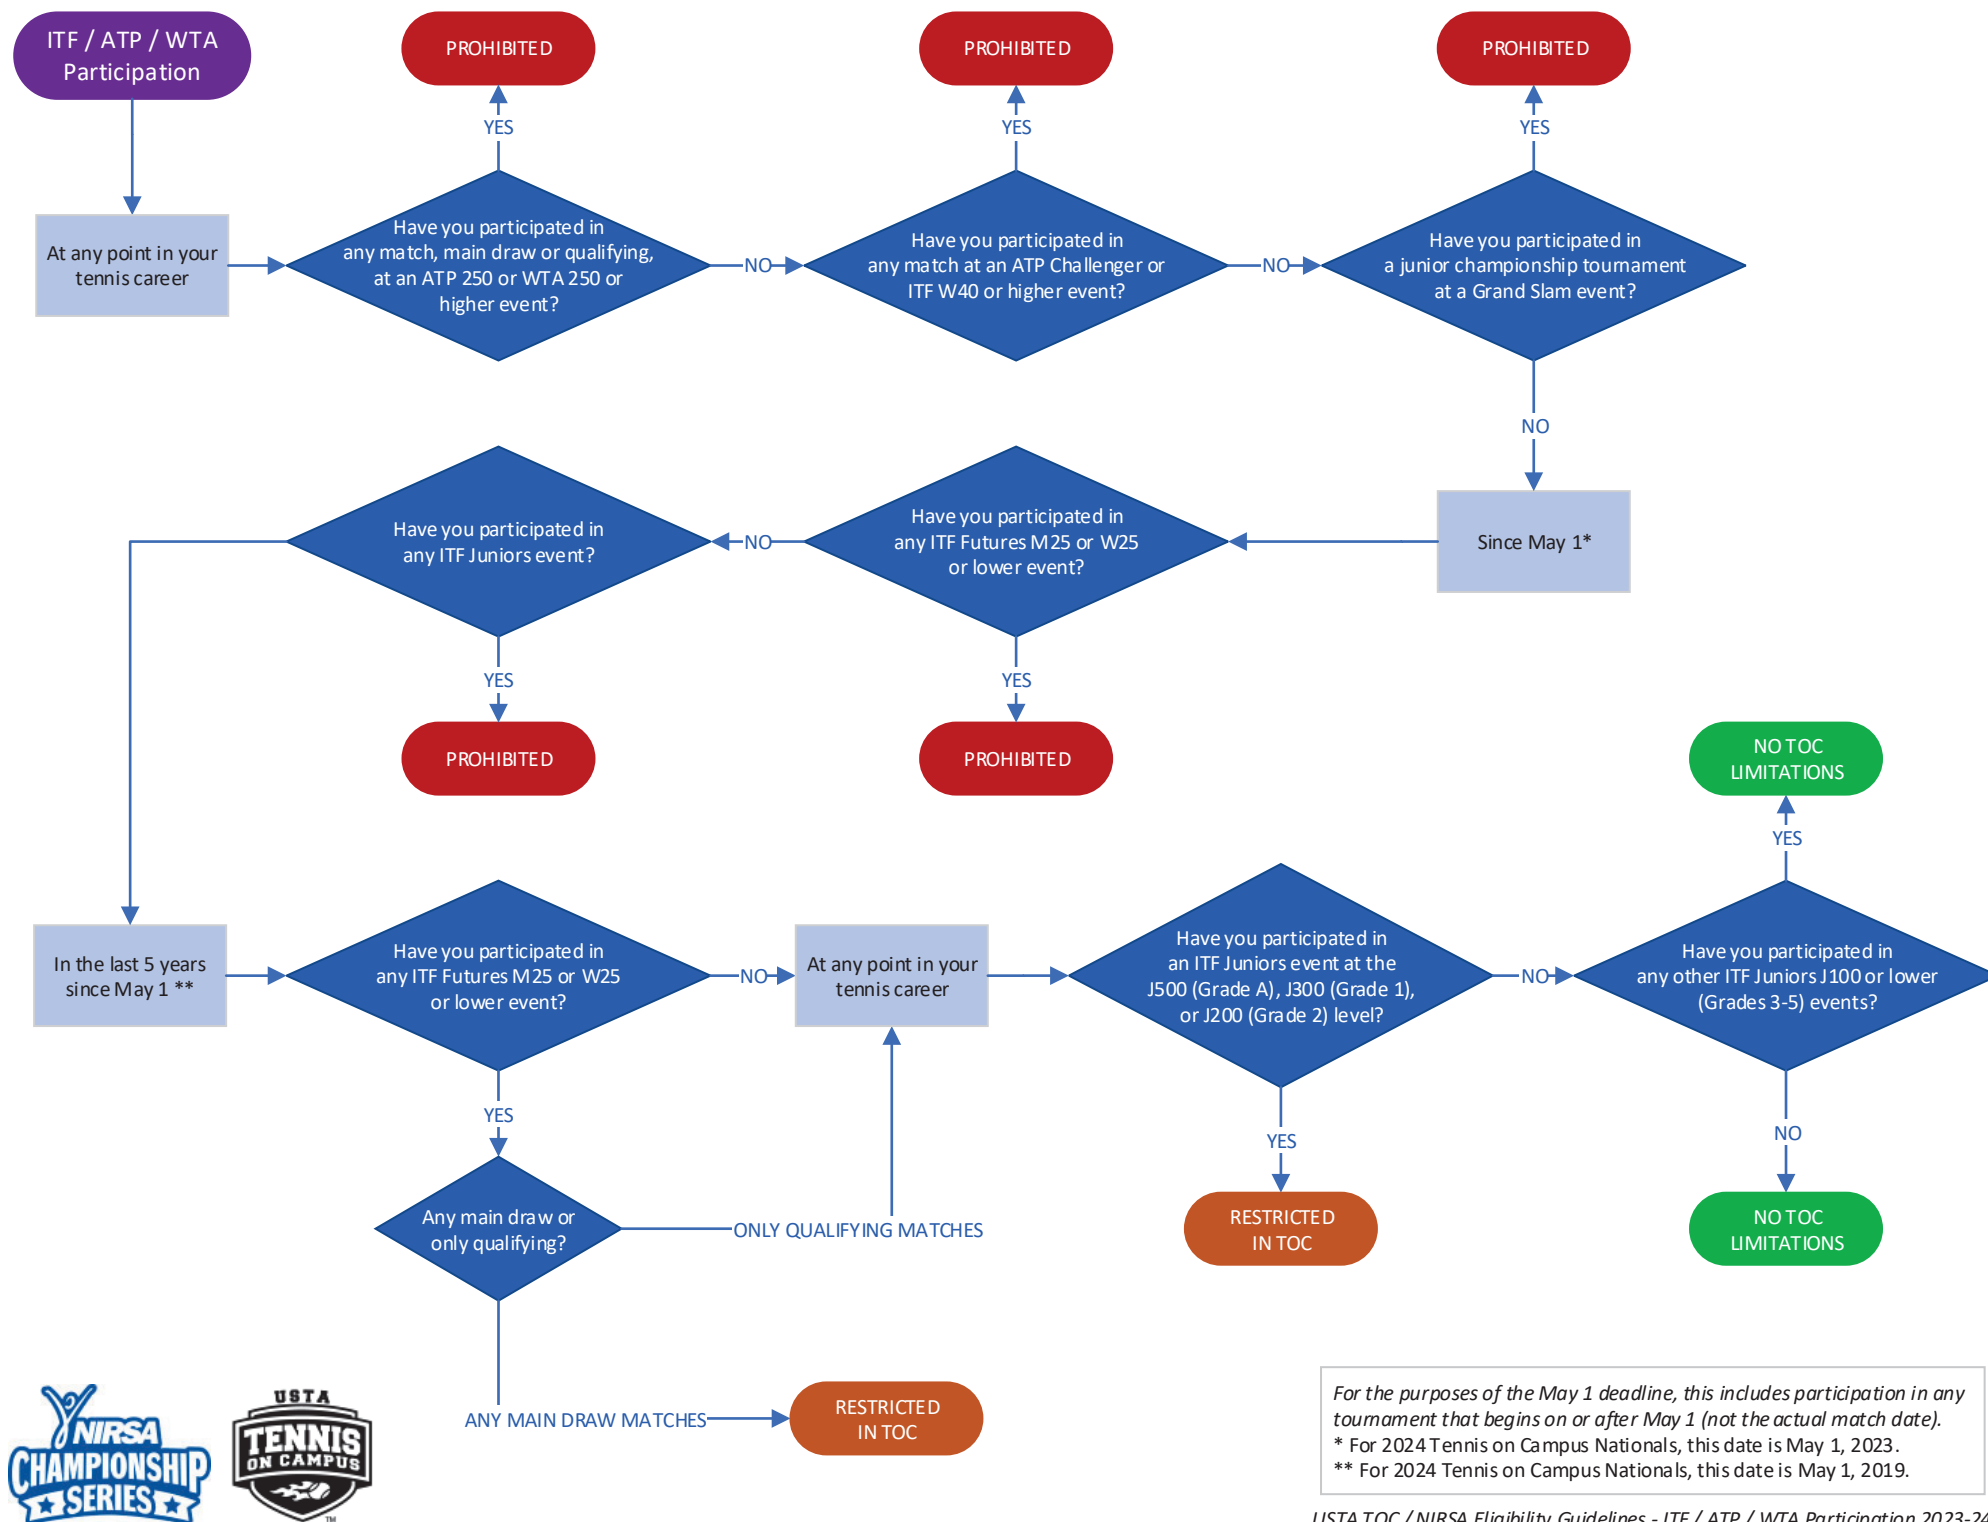 ITF / ATP / WTA
Participation
PROHIBITED
PROHIBITED
PROHIBITED
YES
YES
YES
At any point in your
tennis career
Have you participated in
any match, main draw or qualifying,
at an ATP 250 or WTA 250 or
higher event?
NO
Have you participated in
any match at an ATP Challenger or
ITF W40 or higher event?
NO
Have you participated in
a junior championship tournament
at a Grand Slam event?
NO
Since May 1*
Have you participated in
any ITF Futures M25 or W25
or lower event?
NO
Have you participated in
any ITF Juniors event?
YES
YES
PROHIBITED
PROHIBITED
NO TOC
LIMITATIONS
YES
In the last 5 years
since May 1 **
Have you participated in
any ITF Futures M25 or W25
or lower event?
NO
At any point in your
tennis career
Have you participated in
an ITF Juniors event at the
J500 (Grade A), J300 (Grade 1),
or J200 (Grade 2) level?
NO
Have you participated in
any other ITF Juniors J100 or lower
(Grades 3-5) events?
YES
YES
NO
Any main draw or
only qualifying?
ONLY QUALIFYING MATCHES
RESTRICTED
IN TOC
NO TOC
LIMITATIONS
ANY MAIN DRAW MATCHES
RESTRICTED
IN TOC
NIRSA
CHAMPIONSHIP
SERIES
USTA
TENNIS
ON CAMPUS
TM
For the purposes of the May 1 deadline, this includes participation in any
tournament that begins on or after May 1 (not the actual match date).
* For 2024 Tennis on Campus Nationals, this date is May 1, 2023.
** For 2024 Tennis on Campus Nationals, this date is May 1, 2019.
USTA TOC / NIRSA Eligibility Guidelines - ITF / ATP / WTA Participation 2023-24